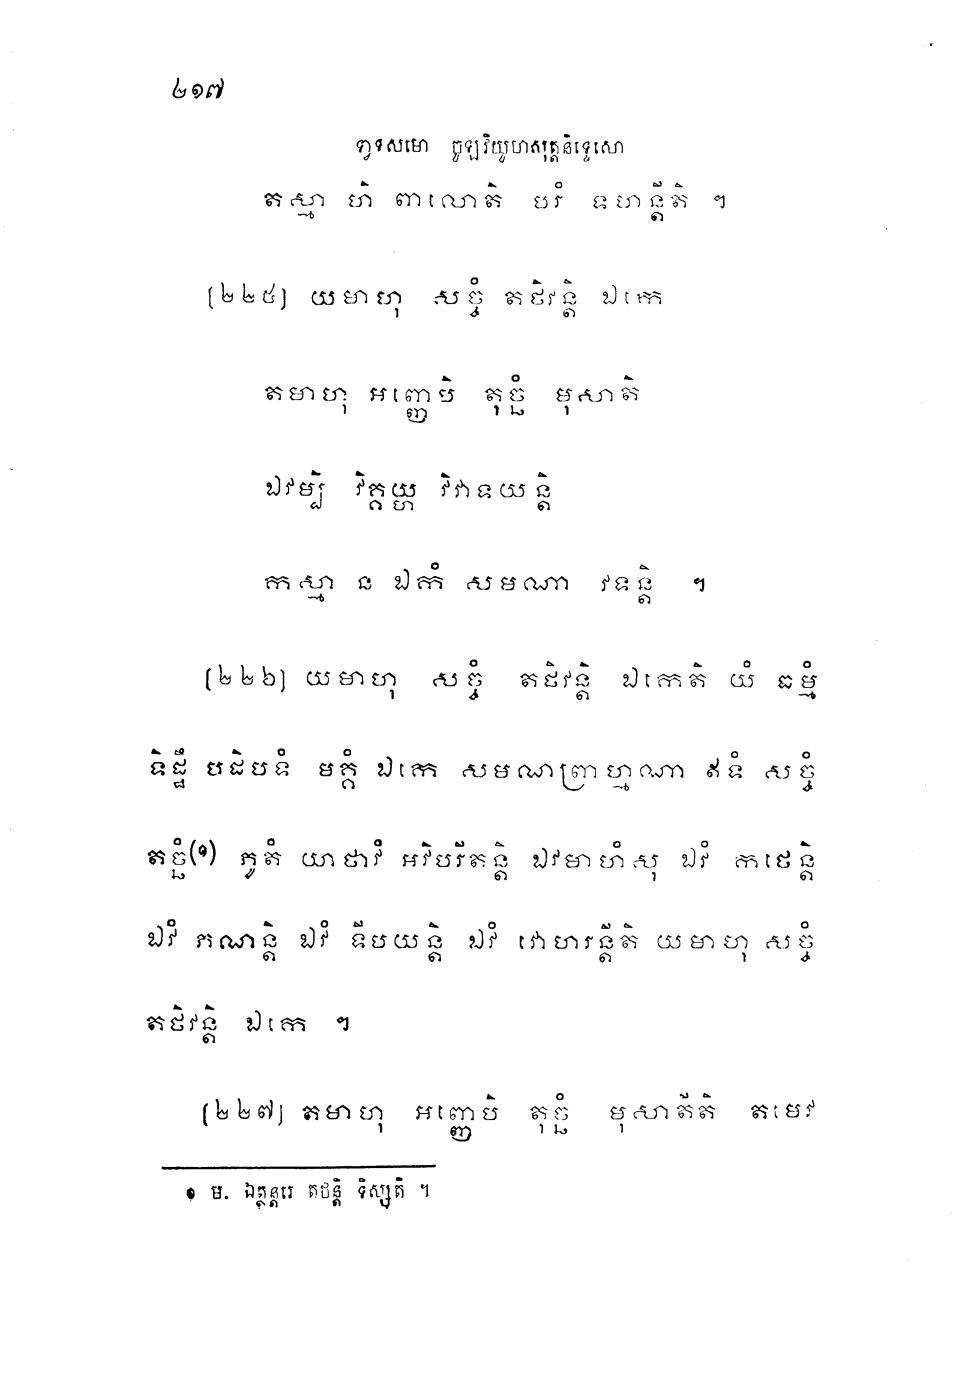 ២១៧
ទ្វាទសមោ ចូឡវិយូហសុត្តនិទ្ទេសោ
តស្មា ហិ ពាលោតិ បរំ ទហន្តីតិ ។
(២២៥) យមាហុ សច្ចំ តថិវន្តិ ឯកេ
តមាហុ អញ្ញេបិ តុច្ឆំ មុសាតិ
ឯវម្បិ វិគ្គយ្ហ វិវាទយន្តិ
កស្មា ន ឯកំ សមណា វទន្តិ ។
(២២៦) យមាហុ សច្ចំ តថិវន្តិ ឯកេតិ យំ ធម្មំ
ទិដ្ឋឹ បដិបទំ មគ្គំ ឯកេ សមណព្រាហ្មណា ឥទំ សច្ចំ
តច្ឆំ(១) ភូតំ យាថាវំ អវិបរីតន្តិ ឯវមាហំសុ ឯវំ កថេន្តិ
ឯវំ ភណន្តិ ឯវំ ទីបយន្តិ ឯវំ វោហរន្តីតិ យមាហុ សច្ចំ
តថិវន្តិ ឯកេ ។
(២២៧) តមាហុ អញ្ញេបិ តុច្ឆំ មុសាតីតិ តមេវ
១ ម. ឯត្ថន្តរេ តថន្តិ ទិស្សតិ ។